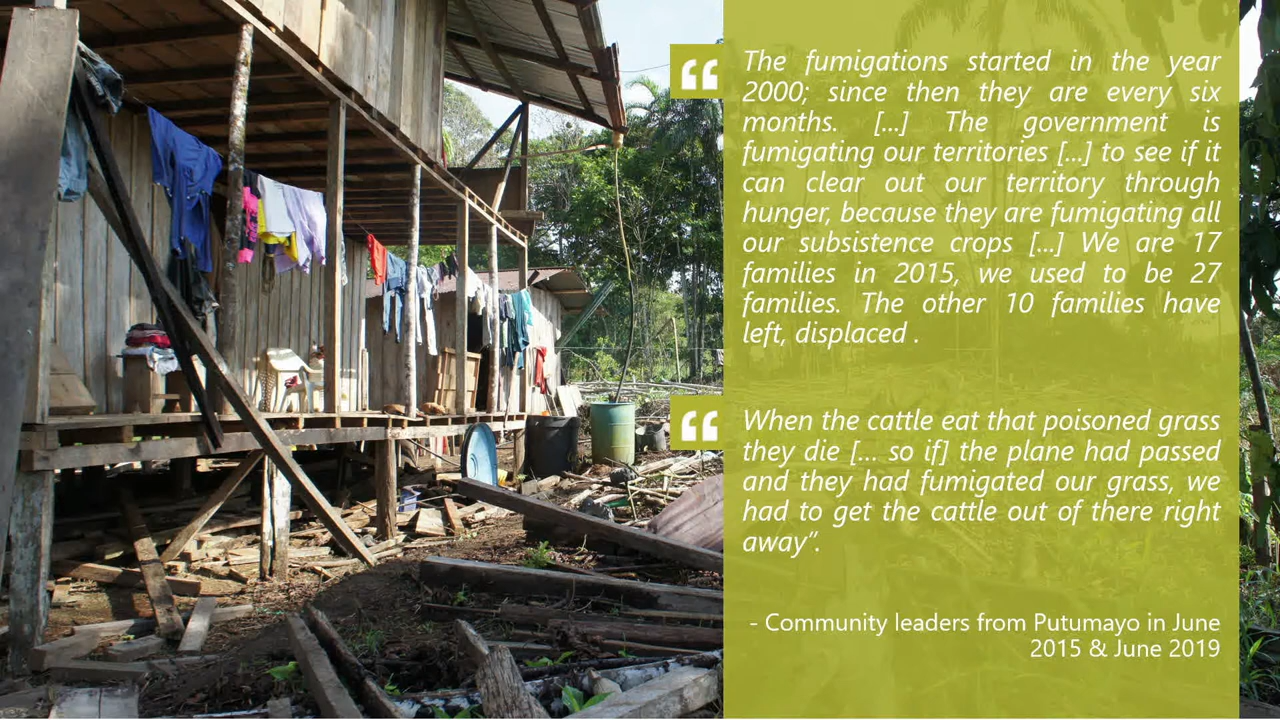 “
The fumigations started in the year
2000; since then they are every six
months. [...] The government is
fumigating our territories [...] to see if it
can clear out our territory through
hunger, because they are fumigating all
our subsistence crops [...] We are 17
families in 2015, we used to be 27
families. The other 10 families have
left, displaced .
“
When the cattle eat that poisoned grass
they die [... so if] the plane had passed
and they had fumigated our grass, we
had to get the cattle out of there right
away”.
- Community leaders from Putumayo in June
2015 & June 2019